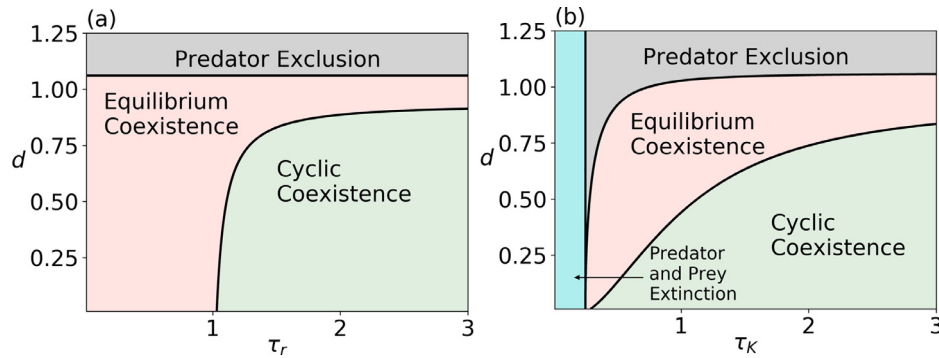 (a)
1.25
1.00
0.75
0.50
0.25
d
Predator Exclusion
Equilibrium
Coexistence
Cyclic
Coexistence
1
2
3
τr
(b)
1.25
1.00
0.75
0.50
0.25
d
Predator Exclusion
Equilibrium
Coexistence
Cyclic
Coexistence
Predator
and Prey
Extinction
1
2
3
τK